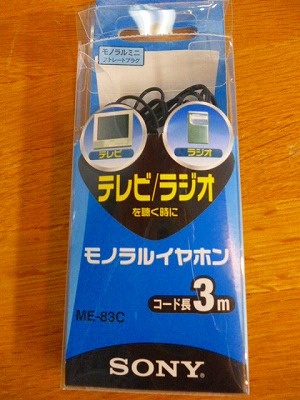 モノラルミニ
ストレートプラグ
テレビ
ラジオ
テレビ/ラジオ
を聴く時に
モノラルイヤホン
コード長3m
ME-83C
SONY